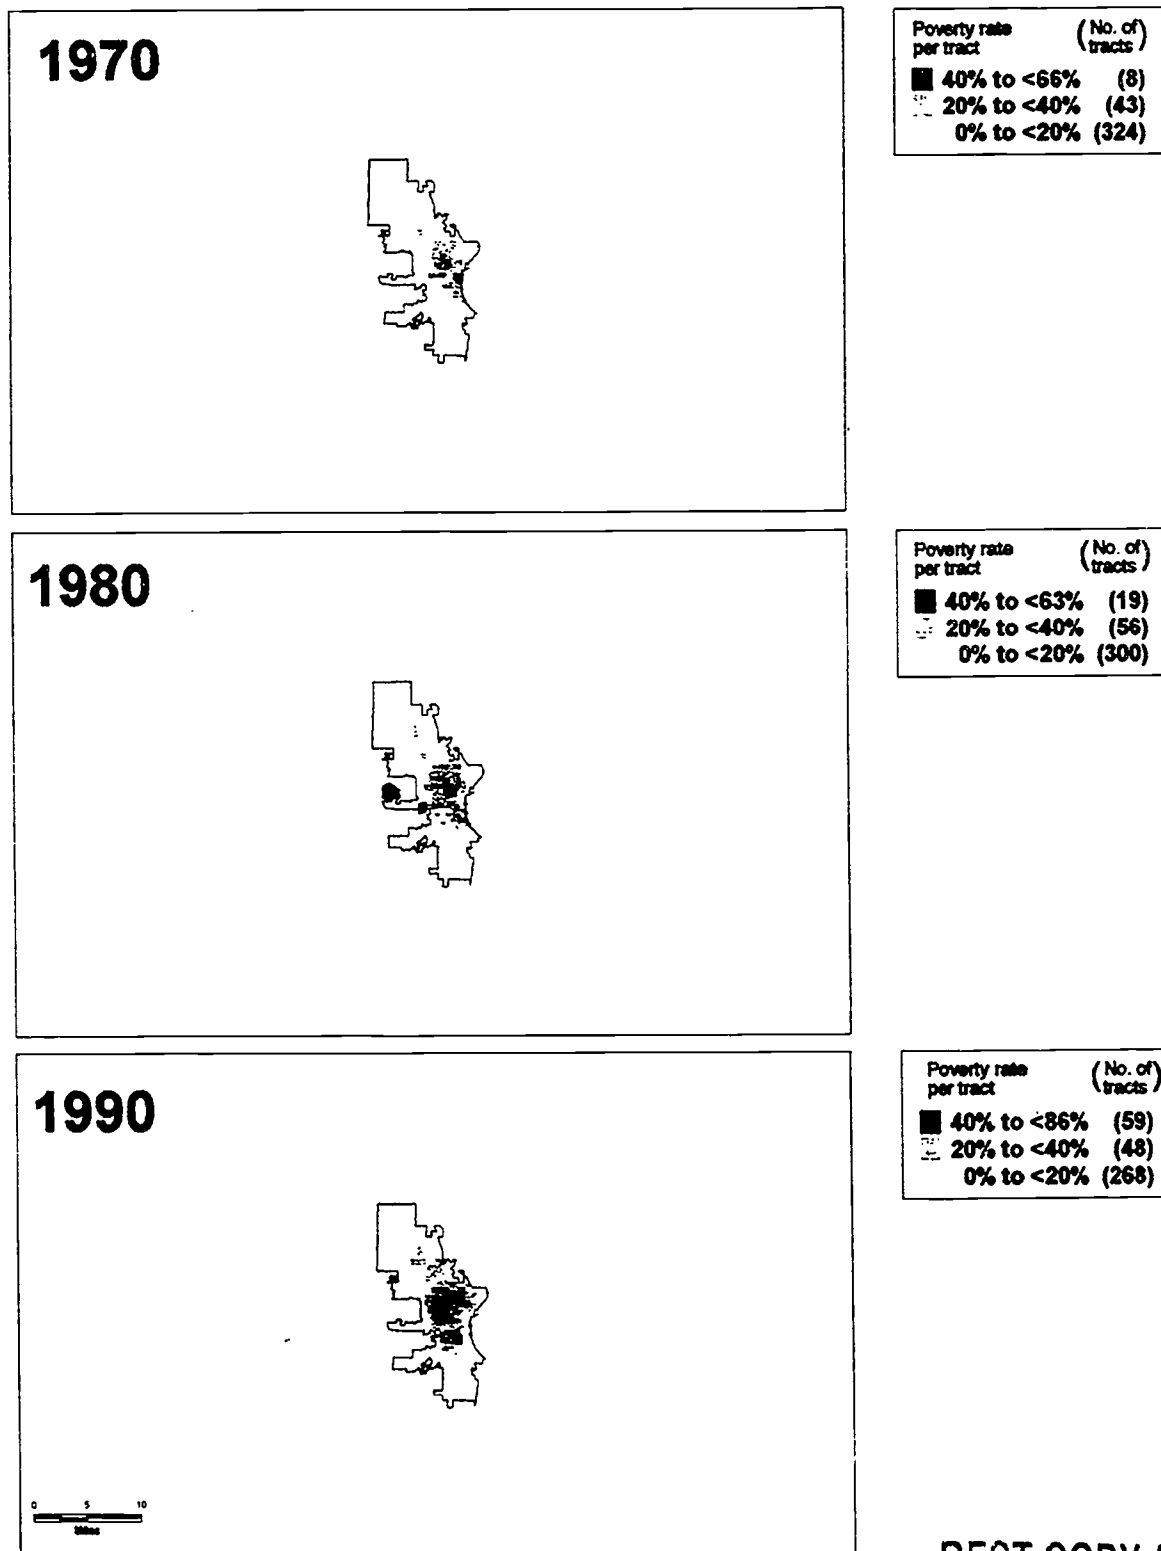 1970
Poverty rate per tract (No. of tracts)
40% to <66% (8)
20% to <40% (43)
0% to <20% (324)
1980
Poverty rate per tract (No. of tracts)
40% to <63% (19)
20% to <40% (56)
0% to <20% (300)
1990
Poverty rate per tract (No. of tracts)
40% to <86% (59)
20% to <40% (48)
0% to <20% (268)
0 5 10
Miles
BEST COPY